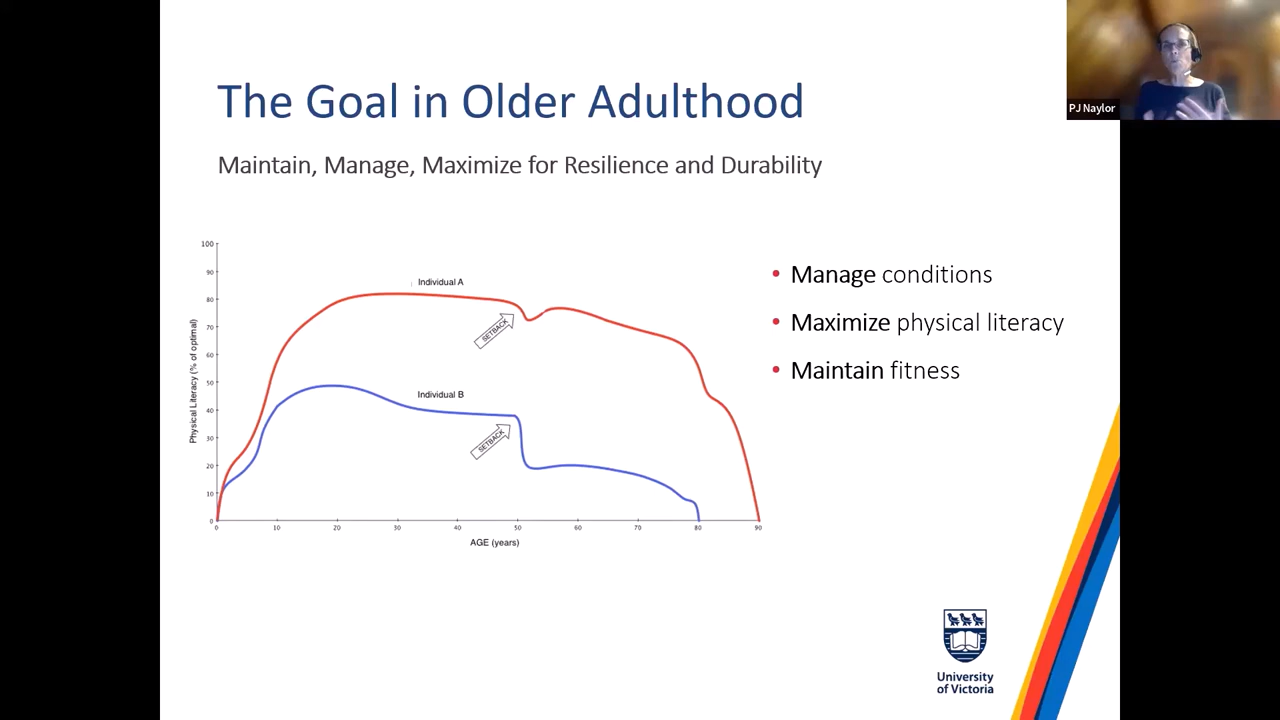 The Goal in Older Adulthood
PJ Naylor
Maintain, Manage, Maximize for Resilience and Durability
100
90
80
70
60
50
40
30
20
10
0
Physical Literacy (% of optimal)
Individual A
SETBACK
Individual B
SETBACK
0 10 20 30 40 50 60 70 80 90
AGE (years)
• Manage conditions
• Maximize physical literacy
• Maintain fitness
University
of Victoria